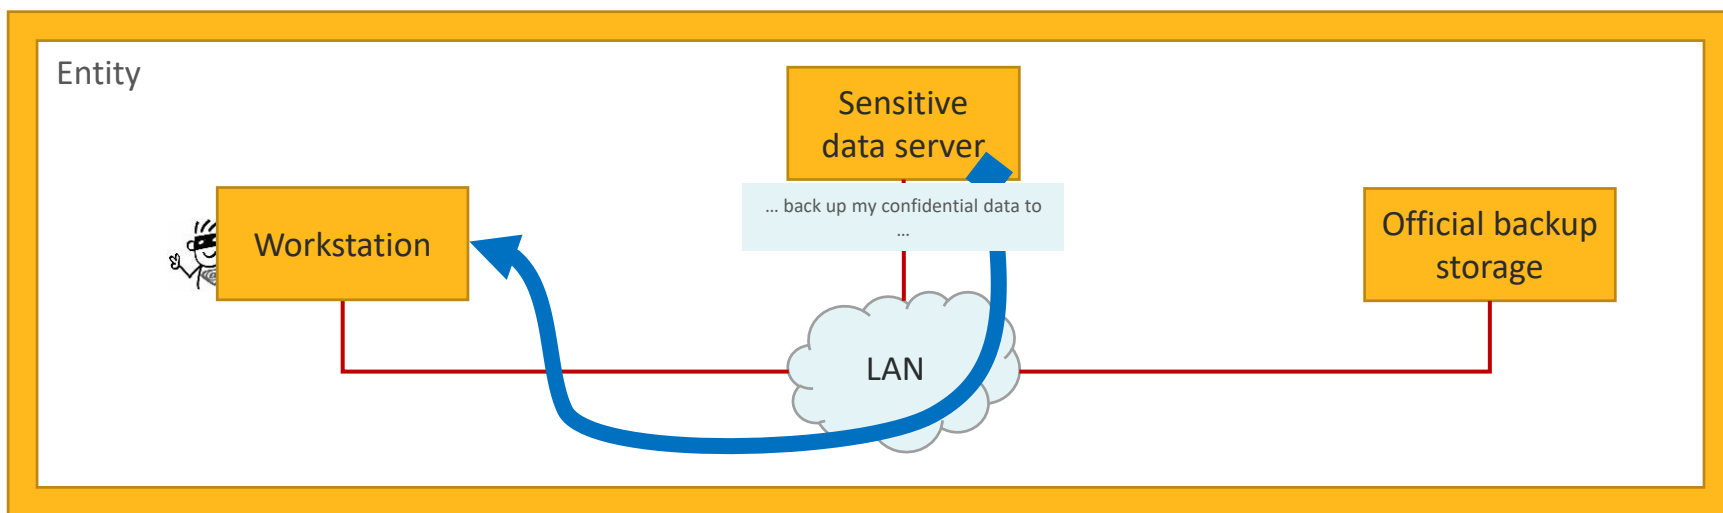 Entity
Sensitive
data server
... back up my confidential data to
...
Workstation
Official backup
storage
LAN